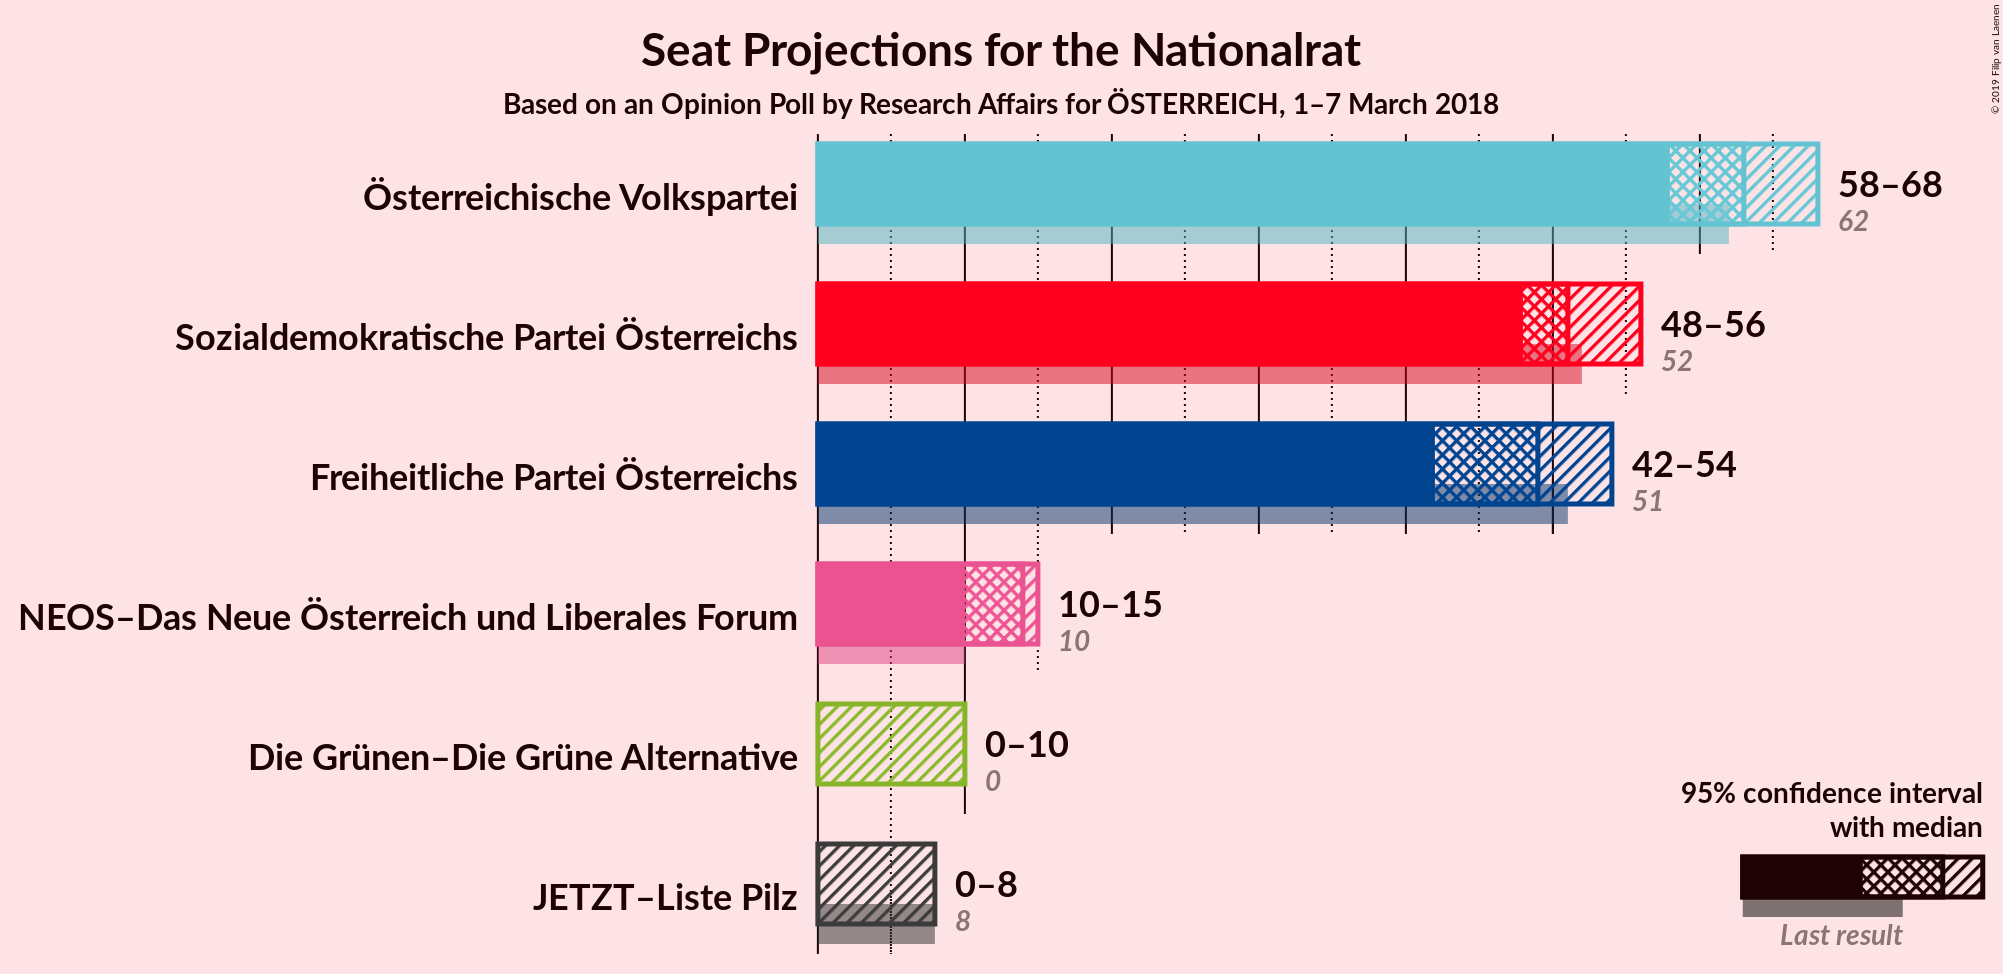 Seat Projections for the Nationalrat
Based on an Opinion Poll by Research Affairs for ÖSTERREICH, 1–7 March 2018
© 2019 Filip van Laenen
Österreichische Volkspartei
58–68
62
Sozialdemokratische Partei Österreichs
48–56
52
Freiheitliche Partei Österreichs
42–54
51
NEOS–Das Neue Österreich und Liberales Forum
10–15
10
Die Grünen–Die Grüne Alternative
0–10
0
JETZT–Liste Pilz
0–8
8
95% confidence interval
with median
Last result